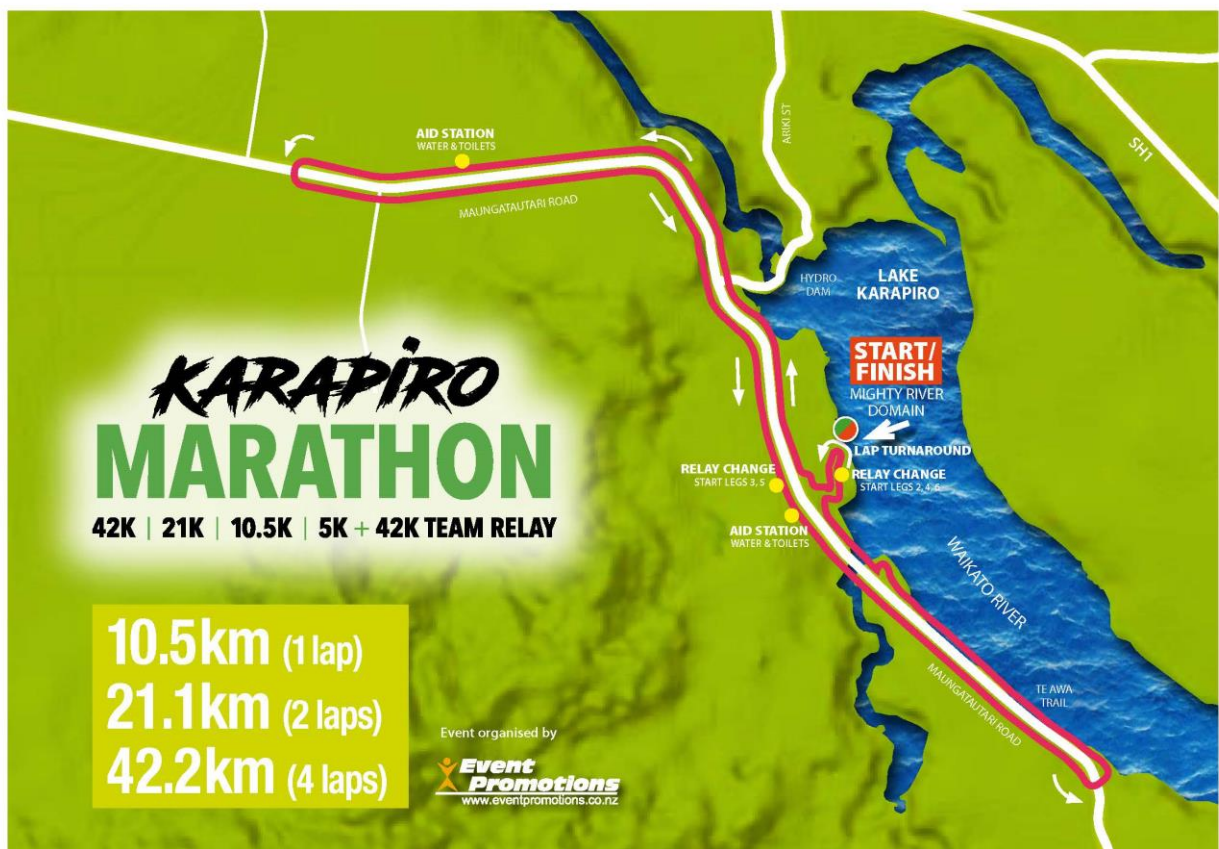 AID STATION
WATER & TOILETS
MAUNGATAUTARI ROAD
ARIKI ST
SH1
HYDRO
DAM
LAKE
KARAPIRO
START/
FINISH
MIGHTY RIVER
DOMAIN
LAP TURNAROUND
RELAY CHANGE
START LEGS 2, 4, 6
RELAY CHANGE
START LEGS 3, 5
AID STATION
WATER & TOILETS
WAIKATO RIVER
TE AWA
TRAIL
MAUNGATAUTARI ROAD
KARAPIRO
MARATHON
42K | 21K | 10.5K | 5K + 42K TEAM RELAY
10.5km (1 lap)
21.1km (2 laps)
42.2km (4 laps)
Event organised by
Event
Promotions
www.eventpromotions.co.nz